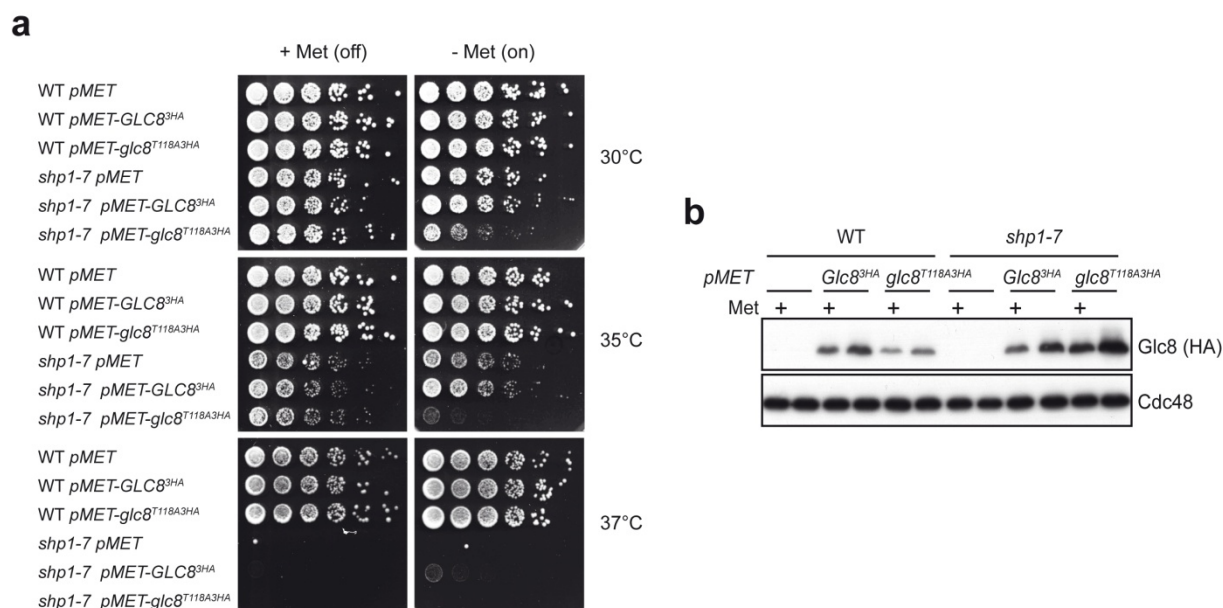 a
+ Met (off) - Met (on)
WT pMET
WT pMET-GLC83HA
WT pMET-glc8T118A3HA
shp1-7 pMET
shp1-7 pMET-GLC83HA
shp1-7 pMET-glc8T118A3HA
30°C
WT pMET
WT pMET-GLC83HA
WT pMET-glc8T118A3HA
shp1-7 pMET
shp1-7 pMET-GLC83HA
shp1-7 pMET-glc8T118A3HA
35°C
WT pMET
WT pMET-GLC83HA
WT pMET-glc8T118A3HA
shp1-7 pMET
shp1-7 pMET-GLC83HA
shp1-7 pMET-glc8T118A3HA
37°C
b
WT shp1-7
pMET Glc83HA glc8T118A3HA Glc83HA glc8T118A3HA
Met + + + + + +
Glc8 (HA)
Cdc48